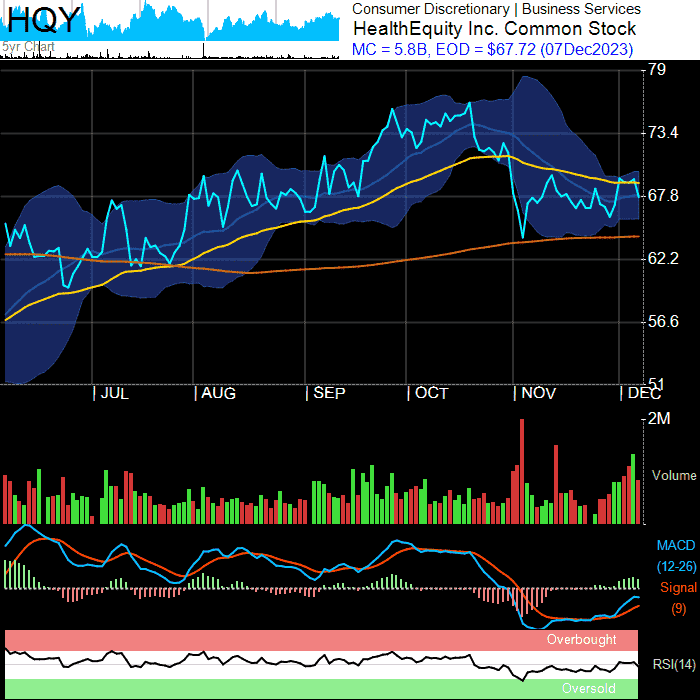 HQY
5yr Chart
Consumer Discretionary | Business Services
HealthEquity Inc. Common Stock
MC = 5.8B, EOD = $67.72 (07Dec2023)
79
73.4
67.8
62.2
56.6
51
| JUL | AUG | SEP | OCT | NOV | DEC
2M
Volume
MACD
(12-26)
Signal
(9)
Overbought
RSI(14)
Oversold